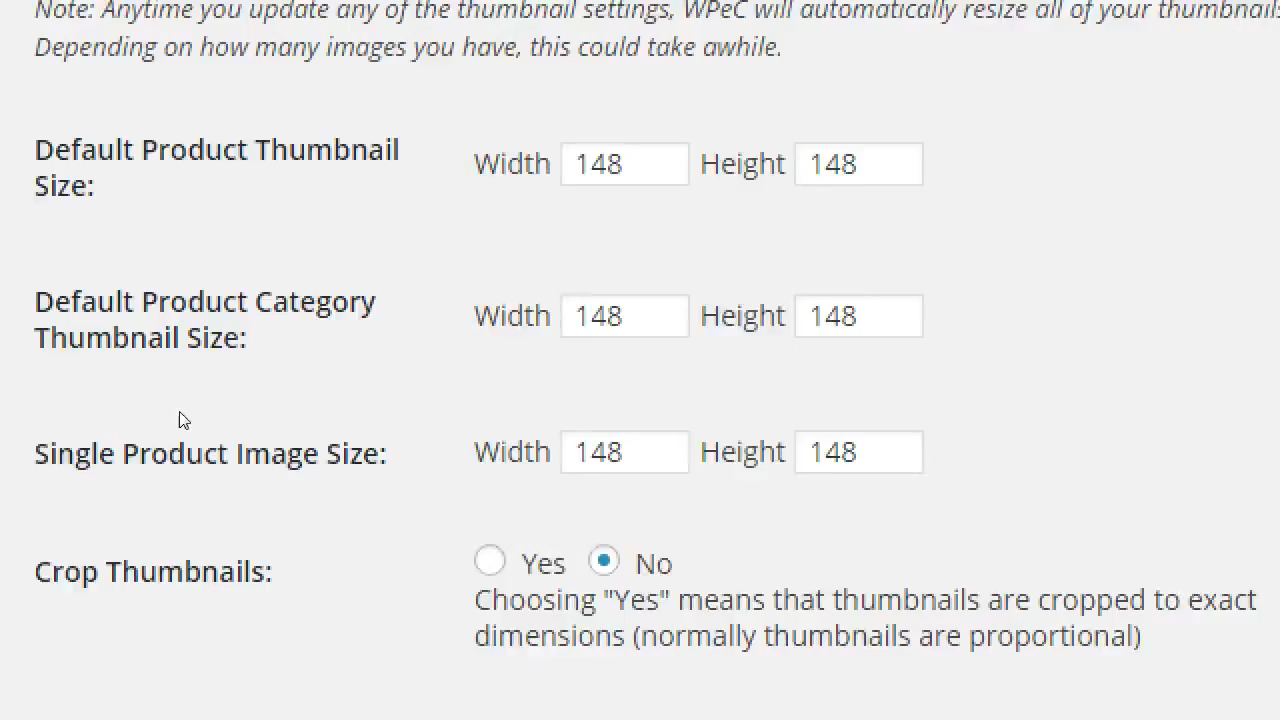 Note: Anytime you update any of the thumbnail settings, WPeC will automatically resize all of your thumbnails
Depending on how many images you have, this could take awhile.
Default Product Thumbnail
Size:
Width 148 Height 148
Default Product Category
Thumbnail Size:
Width 148 Height 148
Single Product Image Size:
Width 148 Height 148
Crop Thumbnails:
Yes No
Choosing "Yes" means that thumbnails are cropped to exact
dimensions (normally thumbnails are proportional)